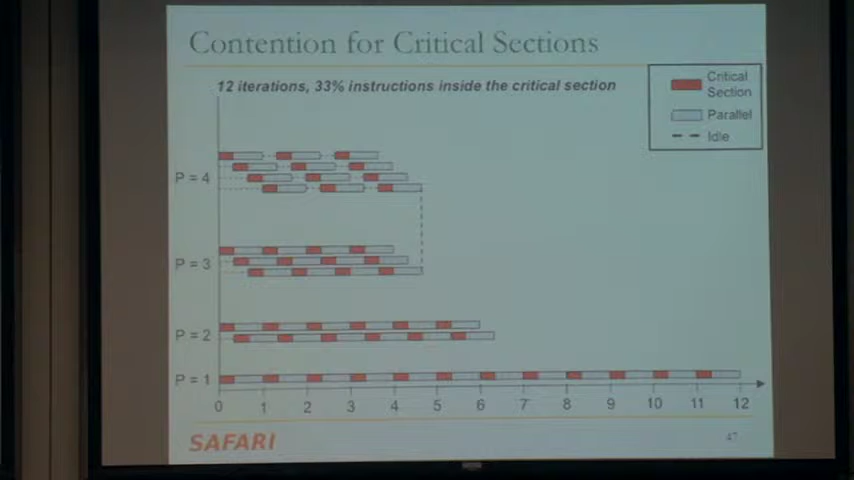 Contention for Critical Sections
12 iterations, 33% instructions inside the critical section
Critical
Section
Parallel
Idle
P = 4
P = 3
P = 2
P = 1
0 1 2 3 4 5 6 7 8 9 10 11 12
SAFARI
47